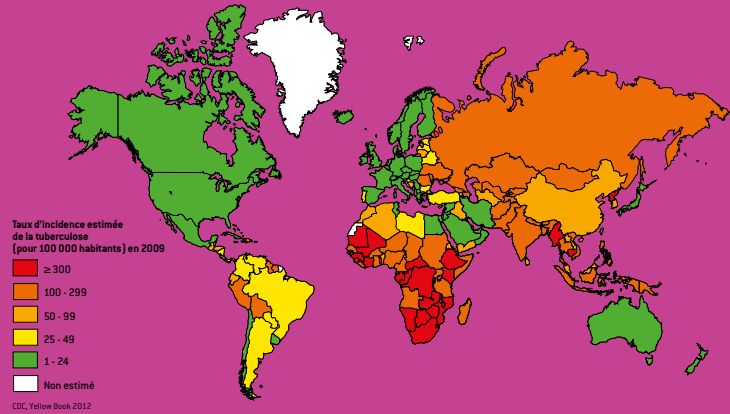 Taux d'incidence estimée
de la tuberculose
(pour 100 000 habitants) en 2009
≥ 300
100 - 299
50 - 99
25 - 49
1 - 24
Non estimé
CDC, Yellow Book 2012